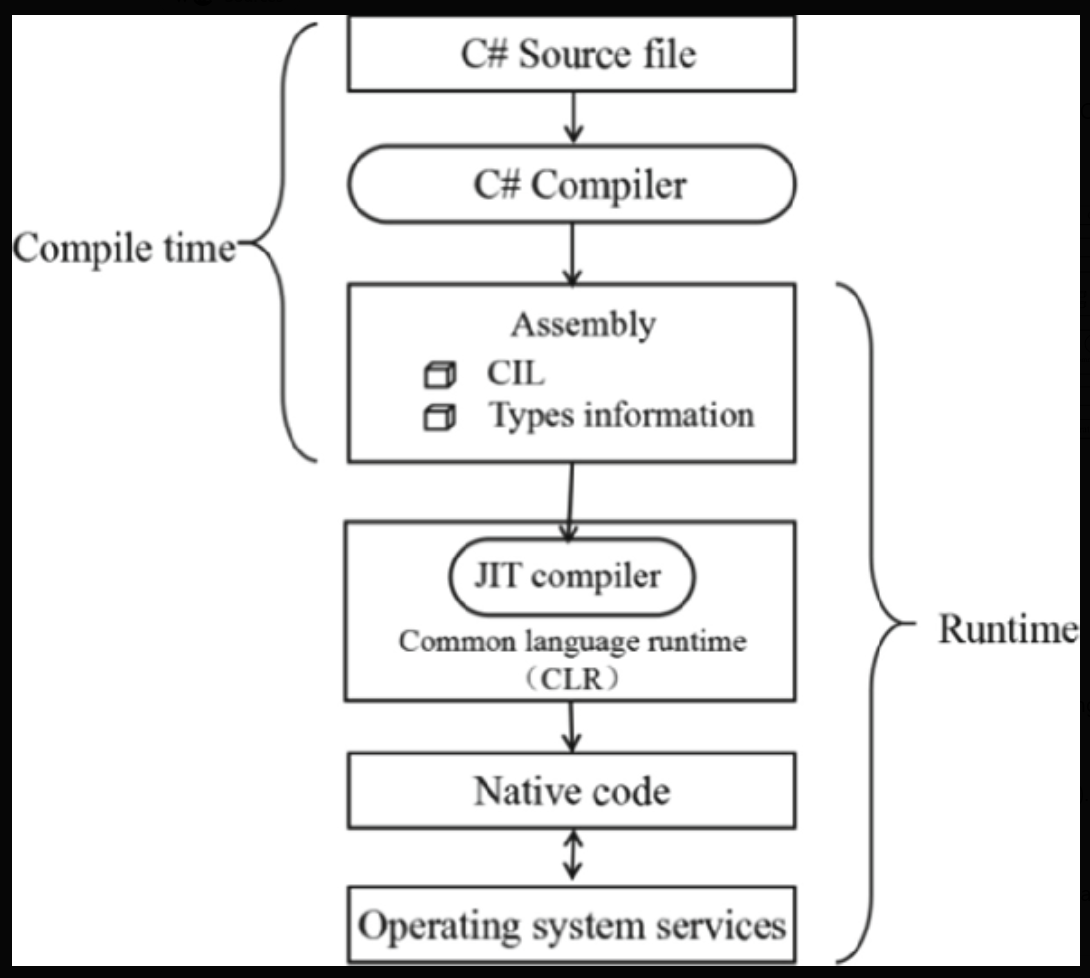 C# Source file
C# Compiler
Compile time
Assembly
CIL
Types information
JIT compiler
Common language runtime
（CLR）
Runtime
Native code
Operating system services